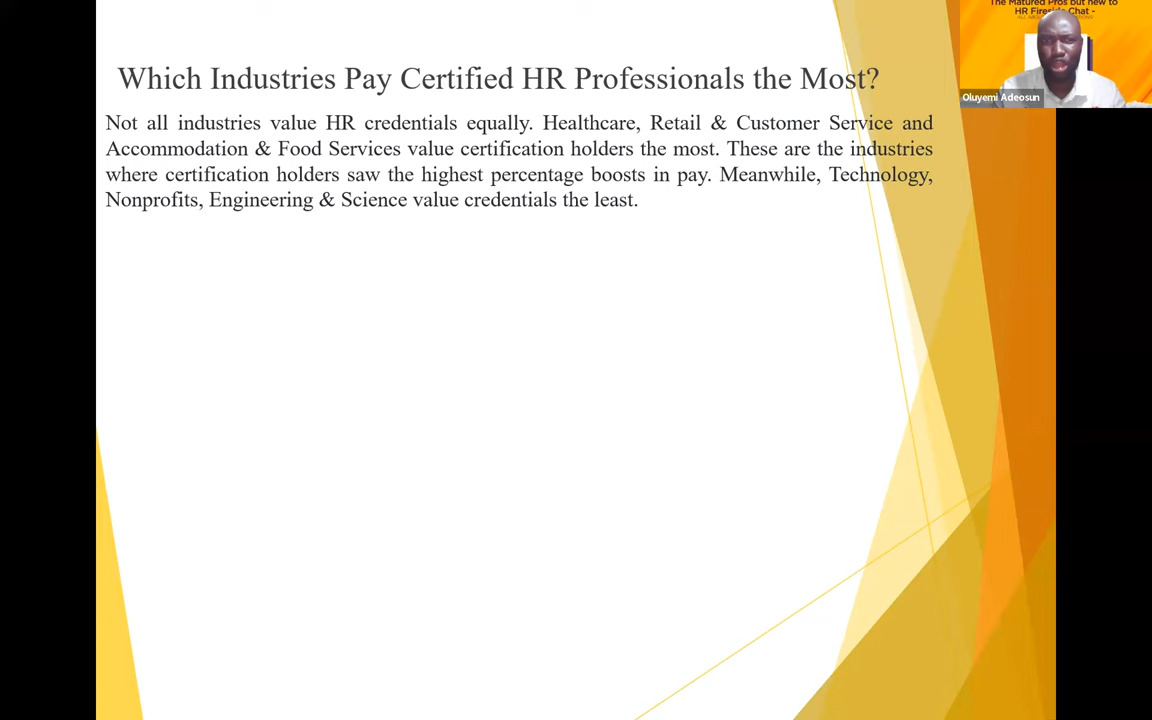 The Matured Pros but new to
HR Fireside Chat -
Oluyemi Adeosun
Which Industries Pay Certified HR Professionals the Most?
Not all industries value HR credentials equally. Healthcare, Retail & Customer Service and
Accommodation & Food Services value certification holders the most. These are the industries
where certification holders saw the highest percentage boosts in pay. Meanwhile, Technology,
Nonprofits, Engineering & Science value credentials the least.